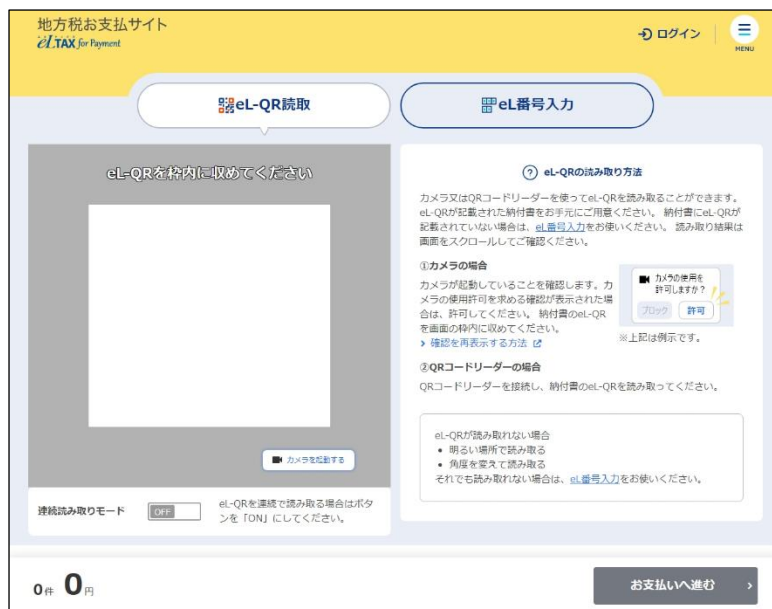 地方税お支払サイト
eLTAX for Payment
ログイン
MENU
eL-QR読取
eL番号入力
eL-QRを枠内に収めてください
カメラを起動する
連続読み取りモード
OFF
eL-QRを連続で読み取る場合はボタ
ンを「ON」にしてください。
? eL-QRの読み取り方法
カメラ又はQRコードリーダーを使ってeL-QRを読み取ることができます。
eL-QRが記載された納付書をお手元にご用意ください。 納付書にeL-QRが
記載されていない場合は、eL番号入力をお使いください。 読み取り結果は
画面をスクロールしてご確認ください。
①カメラの場合
カメラが起動していることを確認します。カ
メラの使用許可を求める確認が表示された場
合は、許可してください。 納付書のeL-QR
を画面の枠内に収めてください。
> 確認を再表示する方法
カメラの使用を
許可しますか?
ブロック
許可
※上記は例示です。
②QRコードリーダーの場合
QRコードリーダーを接続し、納付書のeL-QRを読み取ってください。
eL-QRが読み取れない場合
• 明るい場所で読み取る
• 角度を変えて読み取る
それでも読み取れない場合は、eL番号入力をお使いください。
0件 0円
お支払いへ進む >